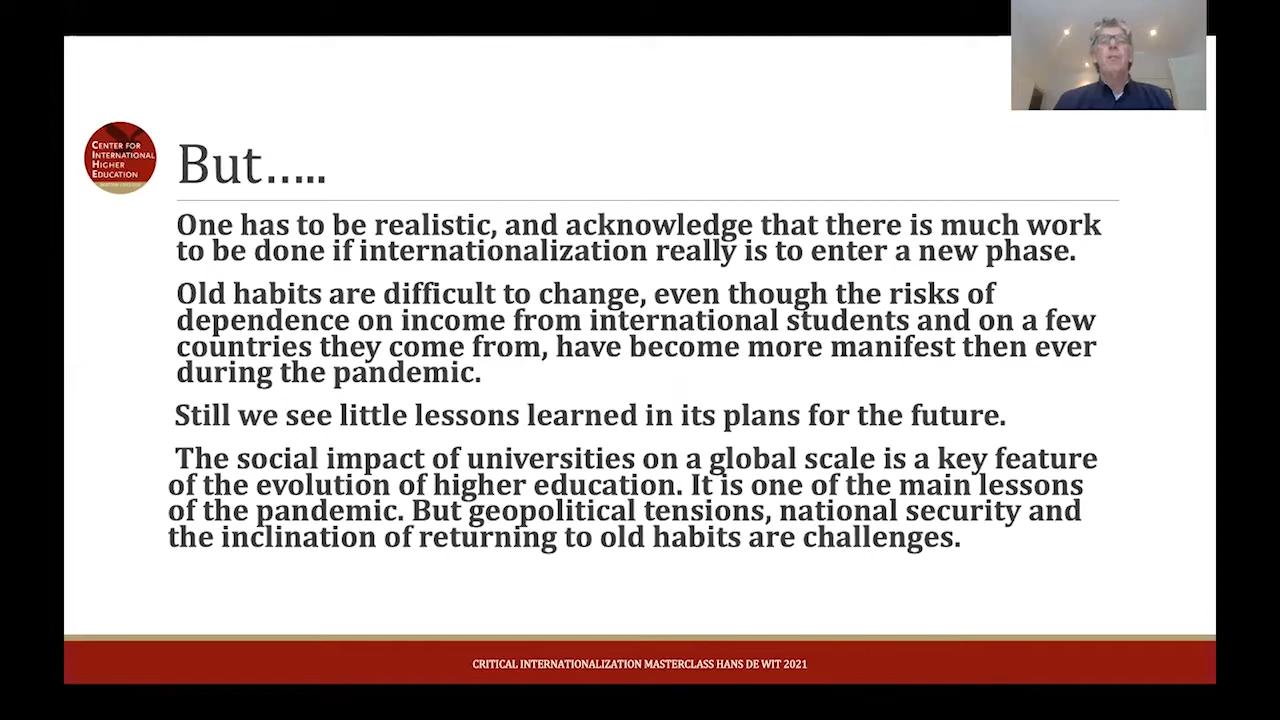 CENTER FOR
INTERNATIONAL
HIGHER
EDUCATION
BOSTON COLLEGE
But.....
One has to be realistic, and acknowledge that there is much work
to be done if internationalization really is to enter a new phase.
Old habits are difficult to change, even though the risks of
dependence on income from international students and on a few
countries they come from, have become more manifest then ever
during the pandemic.
Still we see little lessons learned in its plans for the future.
The social impact of universities on a global scale is a key feature
of the evolution of higher education. It is one of the main lessons
of the pandemic. But geopolitical tensions, national security and
the inclination of returning to old habits are challenges.
CRITICAL INTERNATIONALIZATION MASTERCLASS HANS DE WIT 2021